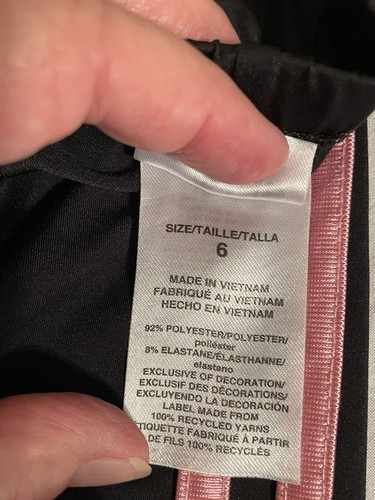 SIZE/TAILLE/TALLA
6
MADE IN VIETNAM
FABRIQUÉ AU VIETNAM
HECHO EN VIETNAM
92% POLYESTER/POLYESTER/
poliéster
8% ELASTANE/ÉLASTHANNE/
elasteno
EXCLUSIVE OF DECORATION/
EXCLUSIF DES DÉCORATIONS/
EXCLUYENDO LA DECORACIÓN
LABEL MADE FROM
100% RECYCLED YARNS
ETIQUETTE FABRIQUÉ À PARTIR
DE FILS 100% RECYCLÉS